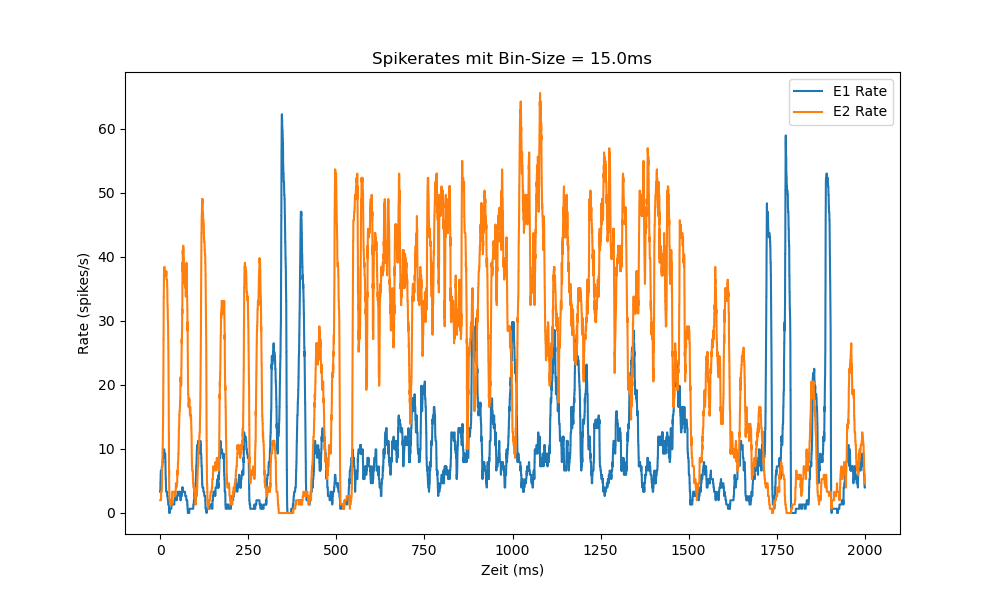 Spikerates mit Bin-Size = 15.0ms
E1 Rate
E2 Rate
Rate (spikes/s)
60
50
40
30
20
10
0
0 250 500 750 1000 1250 1500 1750 2000
Zeit (ms)